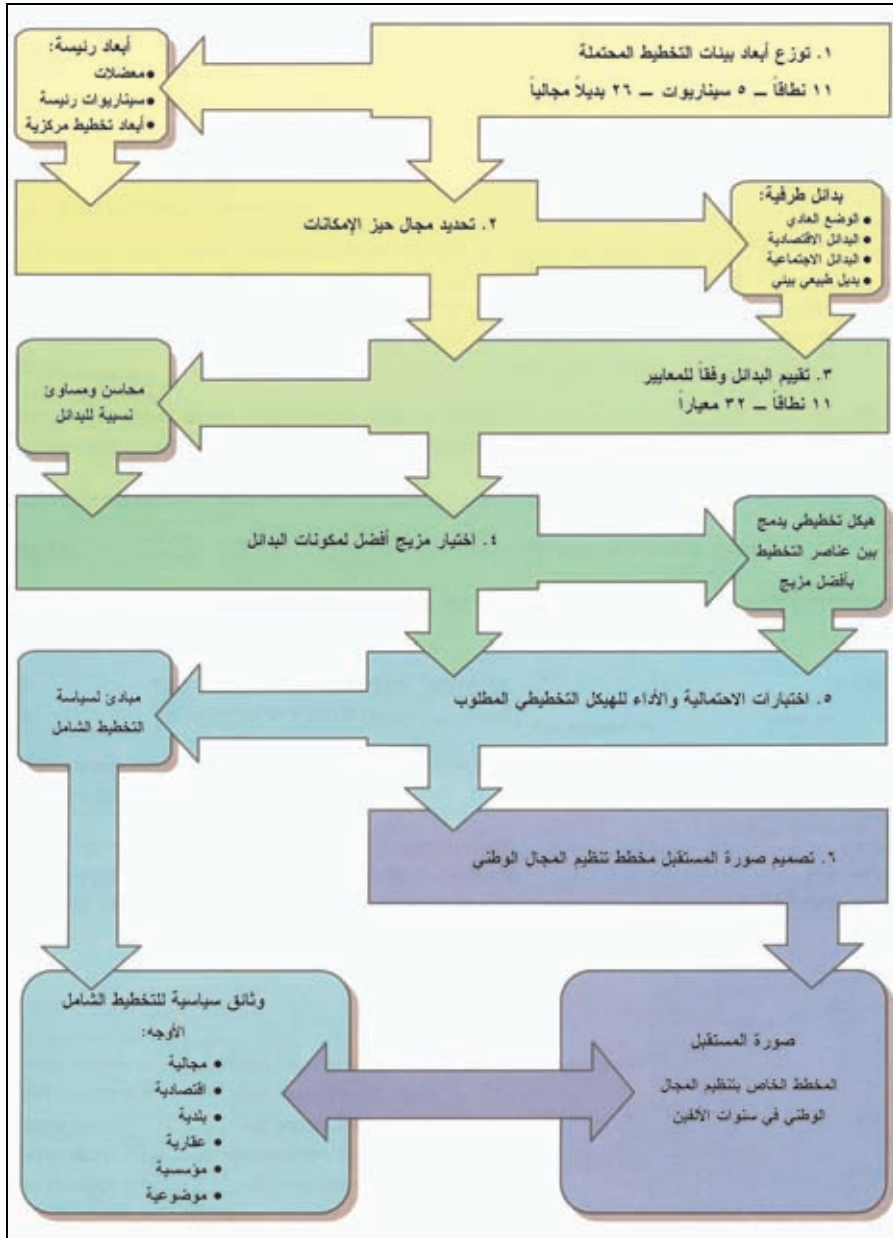 أبعاد رئيسة:
• معضلات
• سيناريوات رئسة
• أبعاد تخطيط مركزية
١. توزع أبعاد بيئات التخطيط المحتملة
١١ نطاقاً – ٥ سيناريوات – ٢٦ بديلاً مجالياً
٢. تحديد مجال حيز الإمكانات
بدائل طرفية:
• الوضع العادي
• البدائل الاقتصادية
• البدائل الاجتماعية
• بديل طبيعي بيئي
٣. تقييم البدائل وفقاً للمعايير
١١ نطاقاً – ٣٢ معياراً
محاسن ومساوئ
نسبية للبدائل
٤. اختيار مزيج أفضل لمكونات البدائل
هيكل تخطيطي يدمج
بين عناصر التخطيط
بأفضل مزيج
٥. اختبارات الاحتمالية والأداء للهيكل التخطيطي المطلوب
مبادئ لسياسة
التخطيط الشامل
٦. تصميم صورة المستقبل مخطط تنظيم المجال الوطني
صورة المستقبل
المخطط الخاص بتنظيم المجال
الوطني في سنوات الألفين
وثائق سياسية للتخطيط الشامل
الأوجه:
• مجالية
• اقتصادية
• بلدية
• عقارية
• مؤسسية
• موضوعية